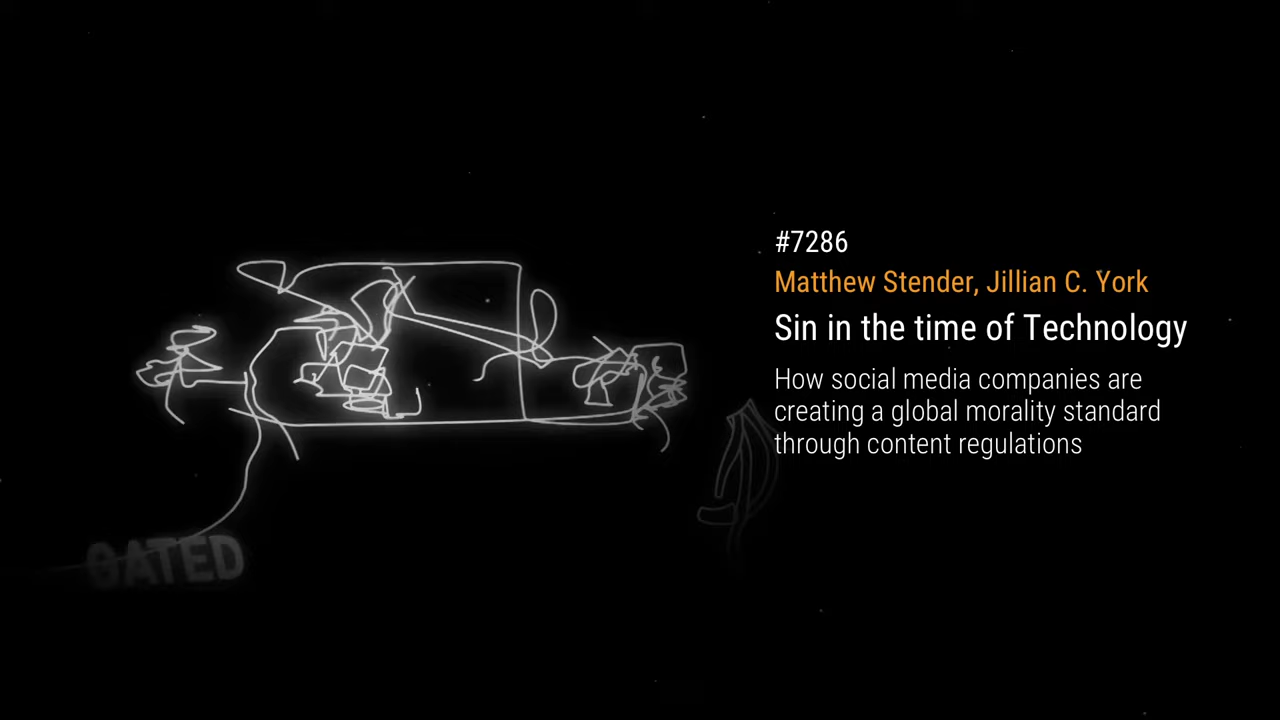 #7286
Matthew Stender, Jillian C. York
Sin in the time of Technology
How social media companies are
creating a global morality standard
through content regulations
GATED